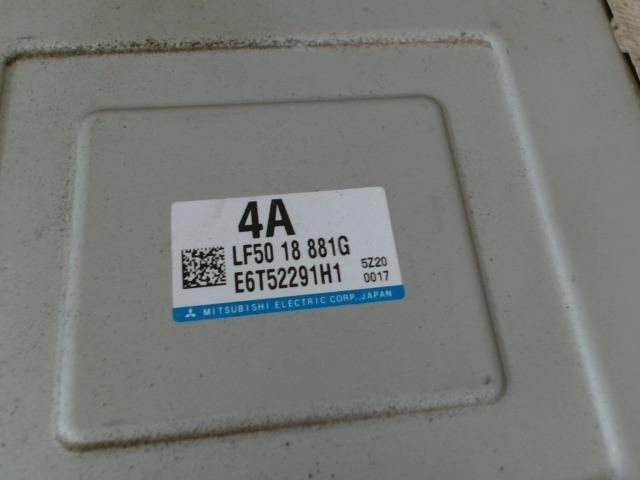 4A
LF50 18 881G
E6T52291H1
5Z20
0017
MITSUBISHI ELECTRIC CORP., JAPAN